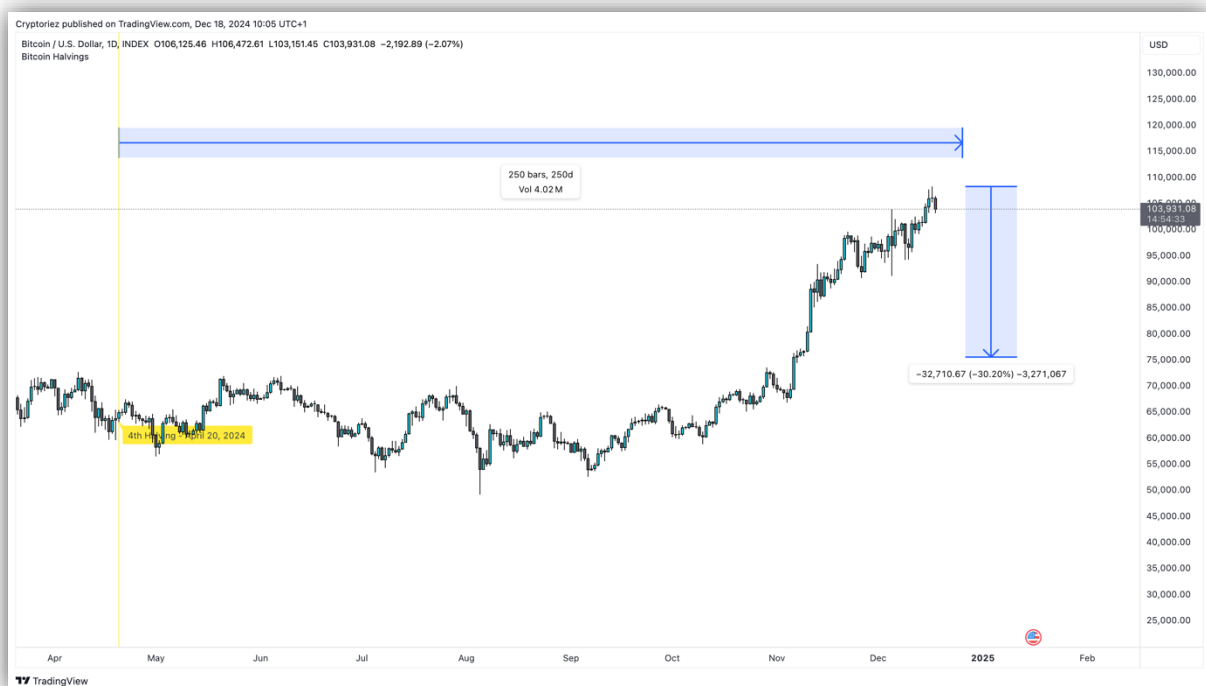 Cryptoriez published on TradingView.com, Dec 18, 2024 10:05 UTC+1
Bitcoin / U.S. Dollar, 1D, INDEX O106,125.46 H106,472.61 L103,151.45 C103,931.08 −2,192.89 (−2.07%)
Bitcoin Halvings
USD
130,000.00
125,000.00
120,000.00
115,000.00
110,000.00
105,000.00
103,931.08
14:54:33
100,000.00
95,000.00
90,000.00
85,000.00
80,000.00
75,000.00
70,000.00
65,000.00
60,000.00
55,000.00
50,000.00
45,000.00
40,000.00
35,000.00
30,000.00
25,000.00
250 bars, 250d
Vol 4.02M
−32,710.67 (−30.20%) −3,271,067
4th Halving - April 20, 2024
Apr May Jun Jul Aug Sep Oct Nov Dec 2025 Feb
TradingView